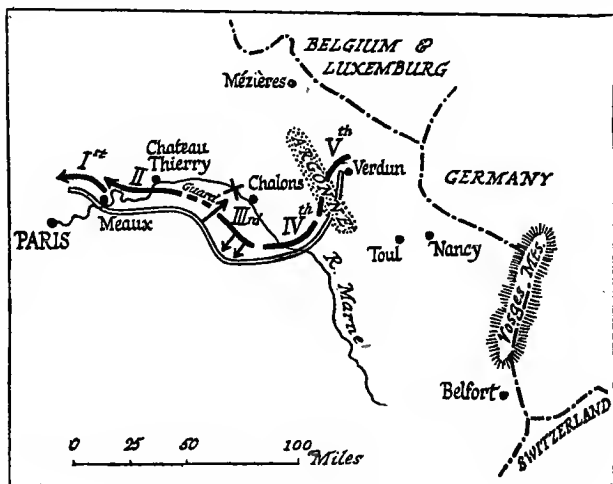 BELGIUM &
LUXEMBURG
Mézières
Vth
Ist
II
Chateau
Thierry
ARGONNE
Verdun
Guard
Chalons
GERMANY
IIIrd
IVth
Meaux
PARIS
Toul
Nancy
R. Marne
Vosges. Mts.
Belfort
SWITZERLAND
0 25 50 100
Miles